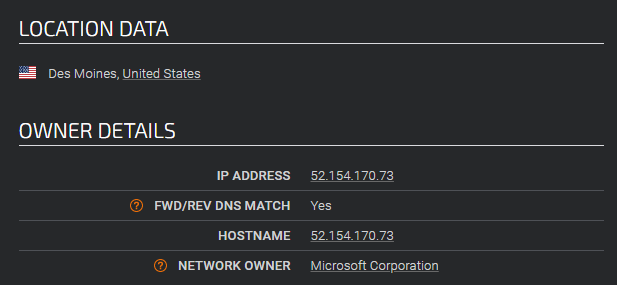 LOCATION DATA
Des Moines, United States
OWNER DETAILS
IP ADDRESS 52.154.170.73
? FWD/REV DNS MATCH Yes
HOSTNAME 52.154.170.73
? NETWORK OWNER Microsoft Corporation